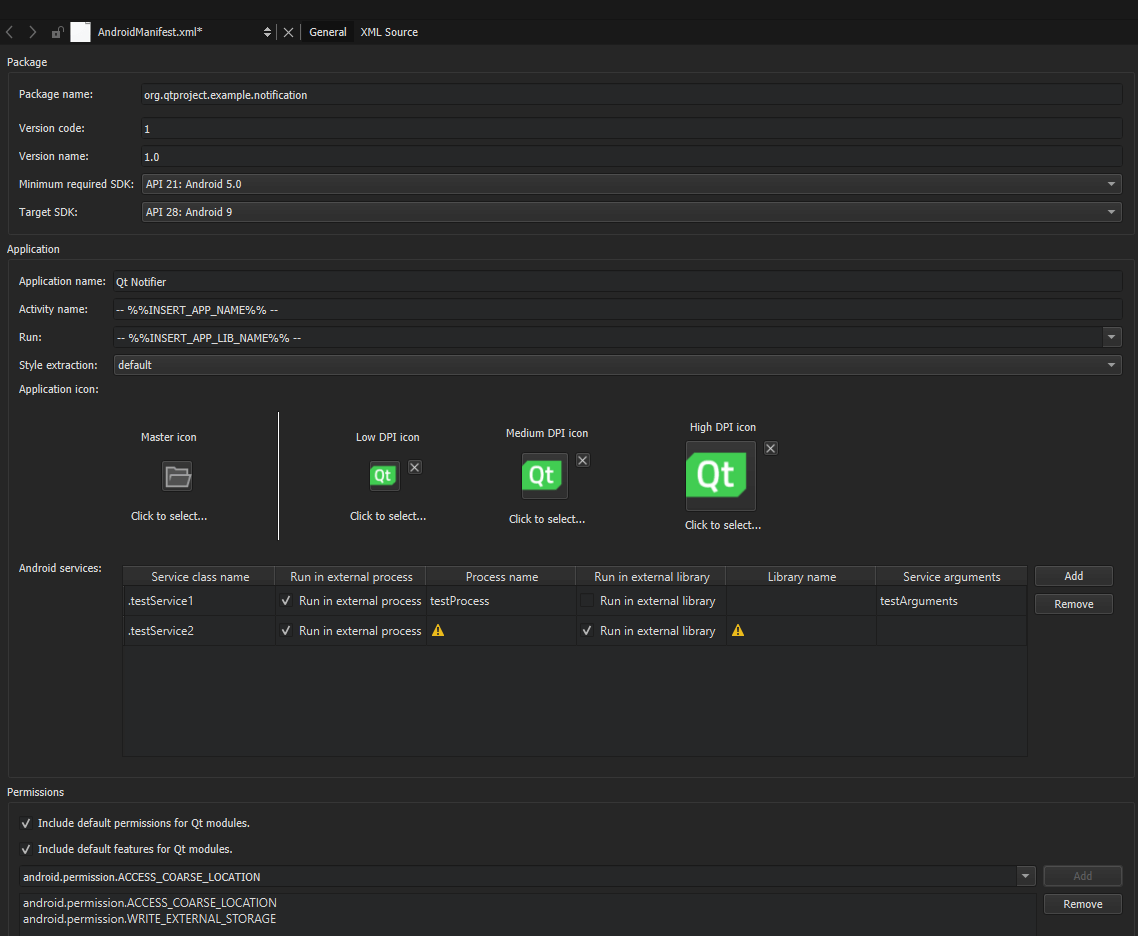 AndroidManifest.xml* General XML Source
Package
Package name: org.qtproject.example.notification
Version code: 1
Version name: 1.0
Minimum required SDK: API 21: Android 5.0
Target SDK: API 28: Android 9
Application
Application name: Qt Notifier
Activity name: -- %%INSERT_APP_NAME%% --
Run: -- %%INSERT_APP_LIB_NAME%% --
Style extraction: default
Application icon:
Master icon Low DPI icon Medium DPI icon High DPI icon
Qt Qt Qt
Click to select... Click to select... Click to select... Click to select...
Android services:
Service class name Run in external process Process name Run in external library Library name Service arguments Add
.testService1 Run in external process testProcess Run in external library testArguments Remove
.testService2 Run in external process Run in external library
Permissions
Include default permissions for Qt modules.
Include default features for Qt modules.
android.permission.ACCESS_COARSE_LOCATION Add
android.permission.ACCESS_COARSE_LOCATION Remove
android.permission.WRITE_EXTERNAL_STORAGE